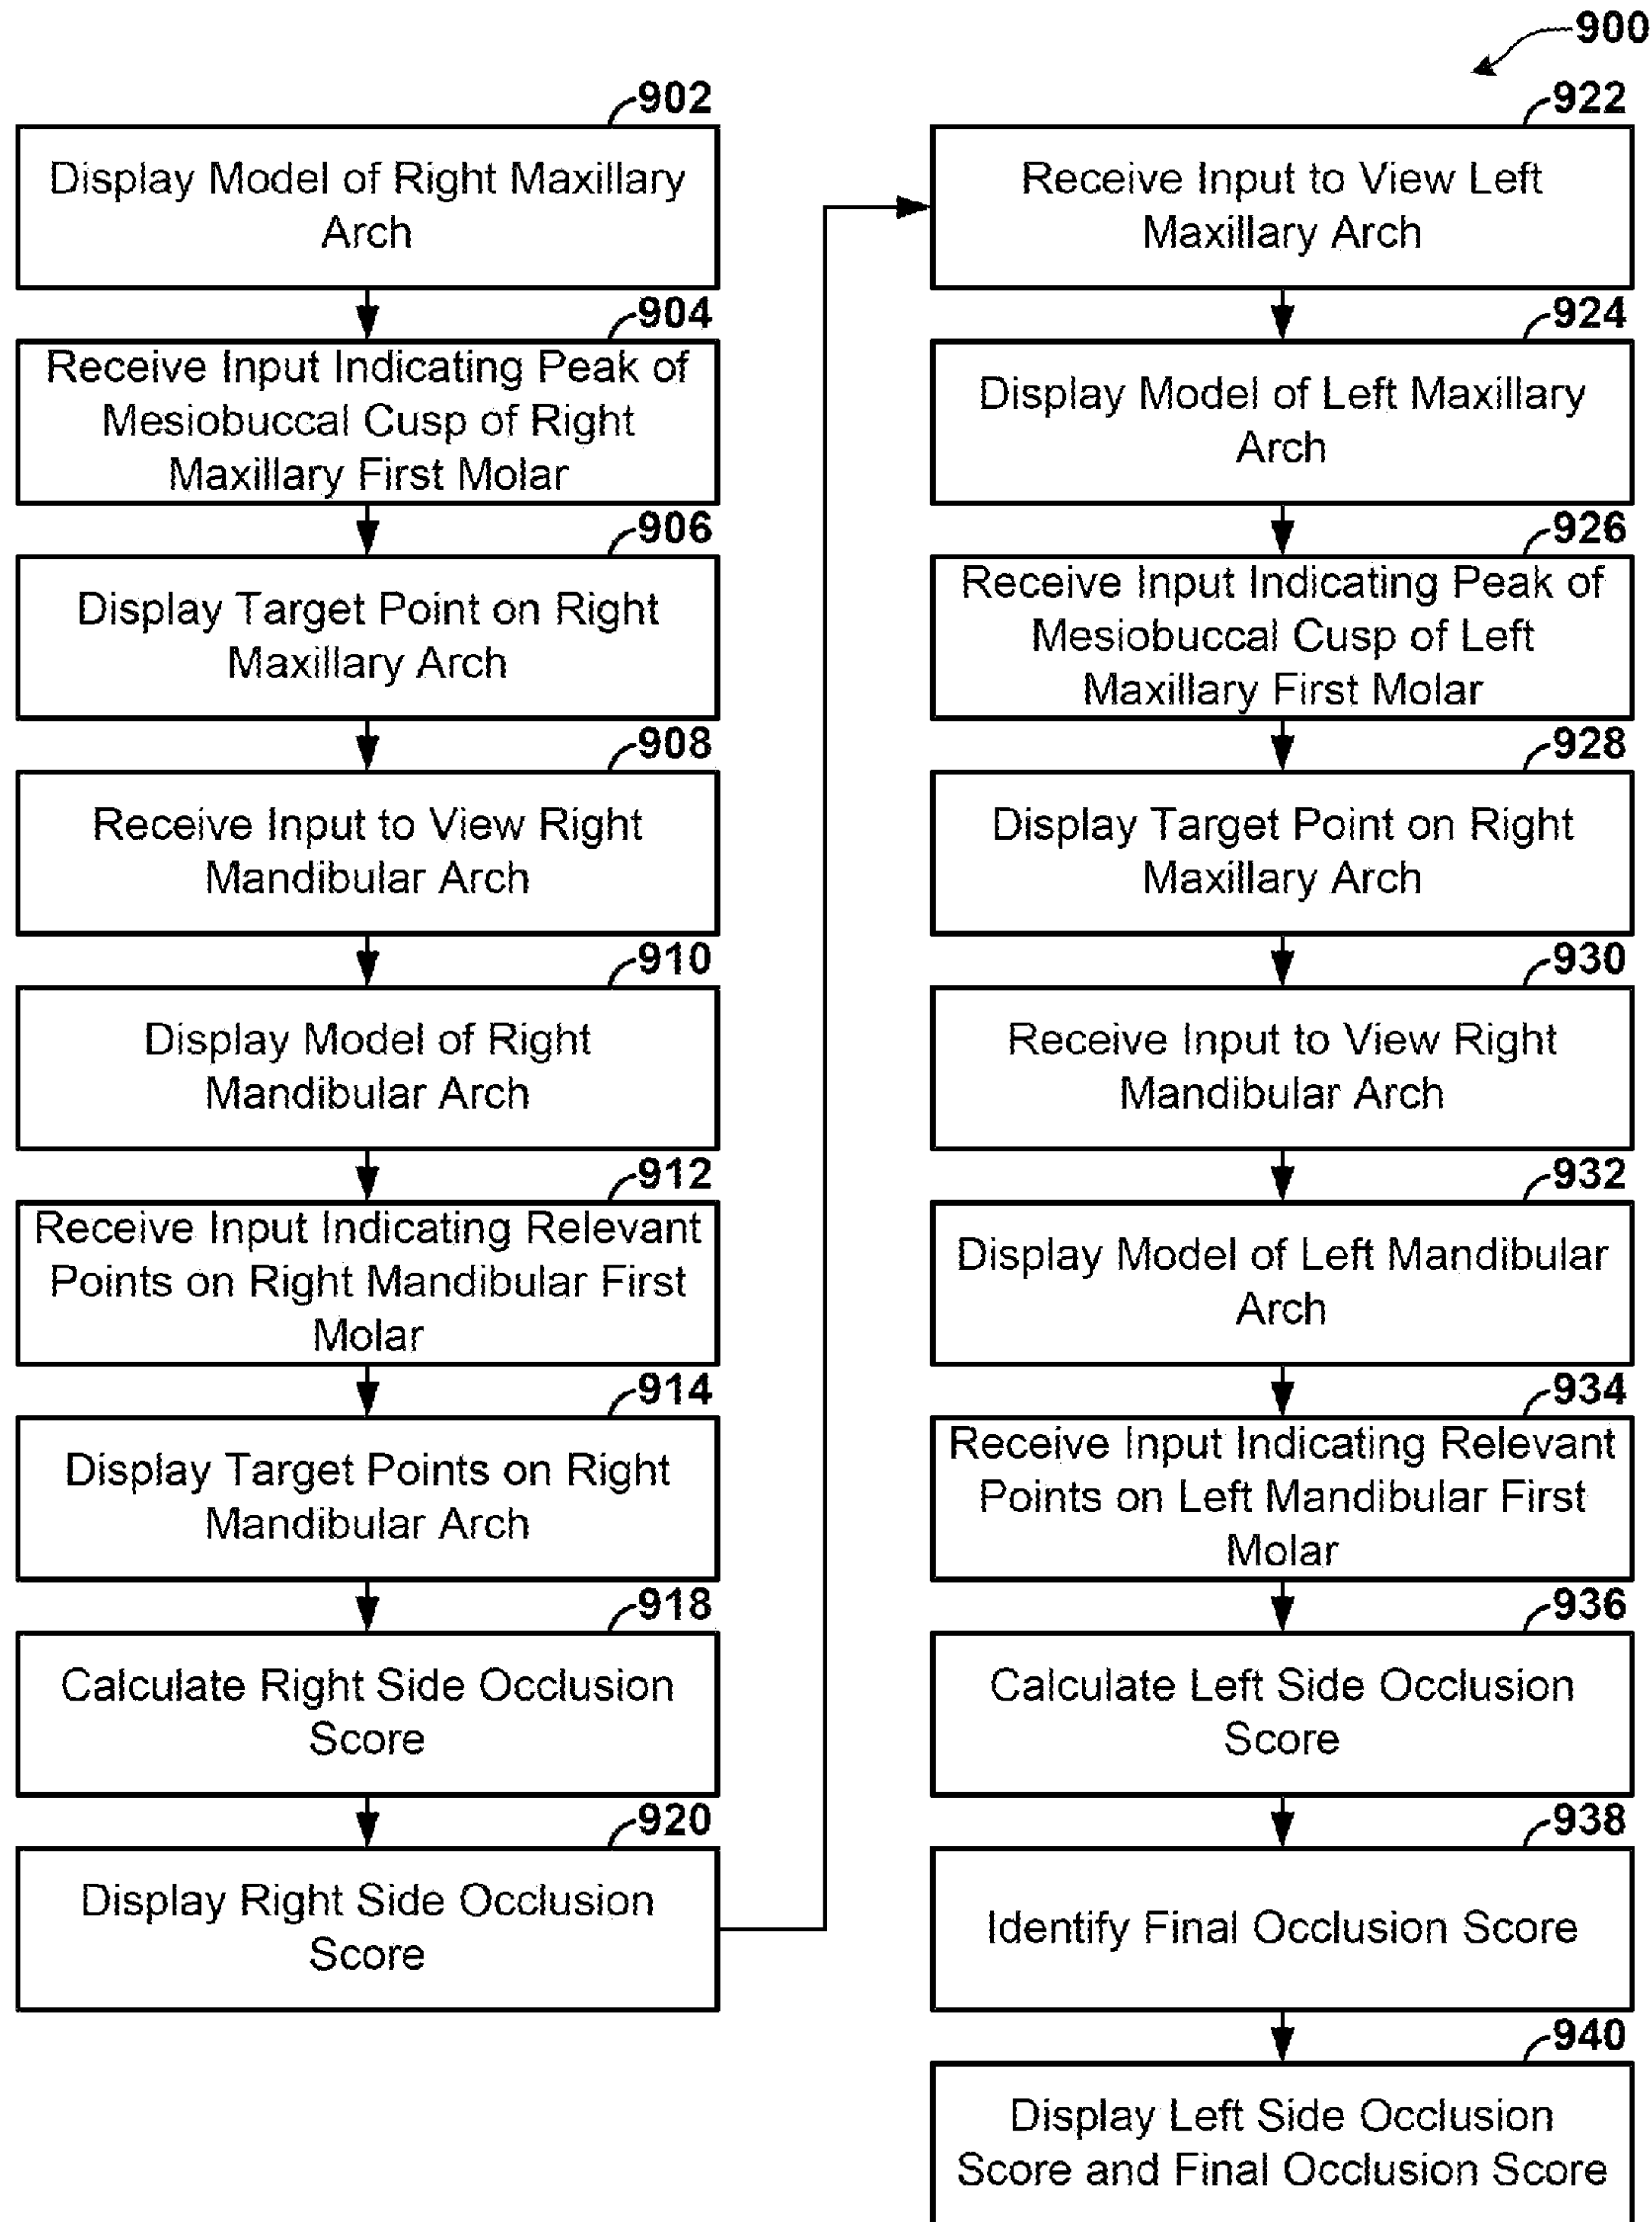 900
902
Display Model of Right Maxillary
Arch
904
Receive Input Indicating Peak of
Mesiobuccal Cusp of Right
Maxillary First Molar
906
Display Target Point on Right
Maxillary Arch
908
Receive Input to View Right
Mandibular Arch
910
Display Model of Right
Mandibular Arch
912
Receive Input Indicating Relevant
Points on Right Mandibular First
Molar
914
Display Target Points on Right
Mandibular Arch
918
Calculate Right Side Occlusion
Score
920
Display Right Side Occlusion
Score
922
Receive Input to View Left
Maxillary Arch
924
Display Model of Left Maxillary
Arch
926
Receive Input Indicating Peak of
Mesiobuccal Cusp of Left
Maxillary First Molar
928
Display Target Point on Right
Maxillary Arch
930
Receive Input to View Right
Mandibular Arch
932
Display Model of Left Mandibular
Arch
934
Receive Input Indicating Relevant
Points on Left Mandibular First
Molar
936
Calculate Left Side Occlusion
Score
938
Identify Final Occlusion Score
940
Display Left Side Occlusion
Score and Final Occlusion Score